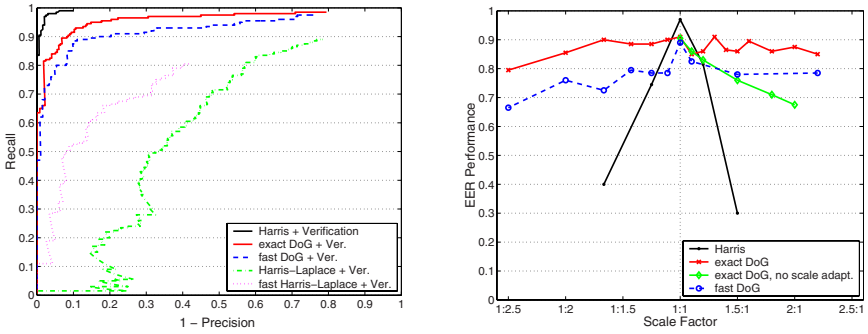 1
0.9
0.8
0.7
0.6
0.5
0.4
0.3
0.2
0.1
0
Recall
Harris + Verification
exact DoG + Ver.
fast DoG + Ver.
Harris-Laplace + Ver.
fast Harris-Laplace + Ver.
0 0.1 0.2 0.3 0.4 0.5 0.6 0.7 0.8 0.9 1
1 − Precision
1
0.9
0.8
0.7
0.6
0.5
0.4
0.3
0.2
0.1
0
EER Performance
Harris
exact DoG
exact DoG, no scale adapt.
fast DoG
1:2.5 1:2 1:1.5 1:1 1.5:1 2:1 2.5:1
Scale Factor